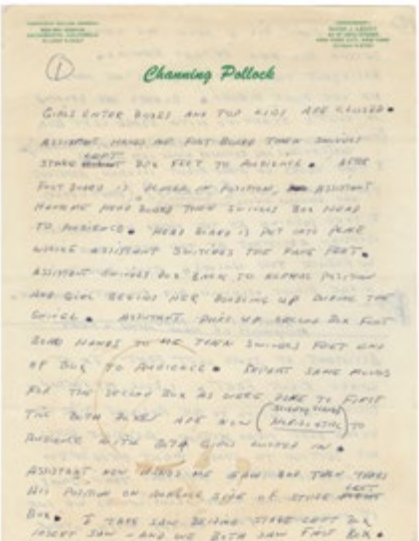 ①
Channing Pollock
GIRLS ENTER BOXES AND TOP LIDS ARE CLOSED.
ASSISTANT HANDS ME FOOT BOARD THEN SWINGS
STAGE LEFT BOX FEET TO AUDIENCE. AFTER
FOOT BOARD IS PLACED IN POSITION, ASSISTANT
HANDS ME HEAD BOARD THEN SWINGS BOX HEAD
TO AUDIENCE. HEAD BOARD IS PUT INTO PLACE
WHILE ASSISTANT SWITCHES THE FAKE FEET.
ASSISTANT SWINGS BOX BACK TO NORMAL POSITION
AND GIRL BEGINS HER DOUBLING UP DURING THE
SWING. ASSISTANT PICKS UP SECOND BOX FOOT
BOARD HANDS TO ME THEN SWINGS FEET END
OF BOX TO AUDIENCE. REPEAT SAME MOVES
FOR THE SECOND BOX AS WERE DONE TO FIRST
THE BOTH BOXES ARE NOW (HORIZONTAL) TO
AUDIENCE WITH BOTH GIRLS LOCKED IN.
ASSISTANT NOW HANDS ME SAW AND THEN TAKES
HIS POSITION ON AUDIENCE SIDE OF STAGE LEFT
BOX. I TAKE SAW BEHIND STAGE LEFT BOX
INSERT SAW - AND WE BOTH SAW FIRST BOX.